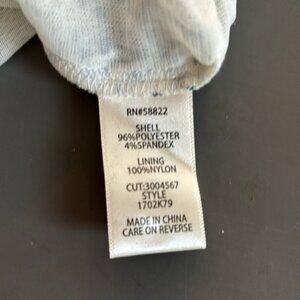 RN#58822
SHELL
96%POLYESTER
4%SPANDEX
LINING
100%NYLON
CUT:3004567
STYLE
1702K79
MADE IN CHINA
CARE ON REVERSE